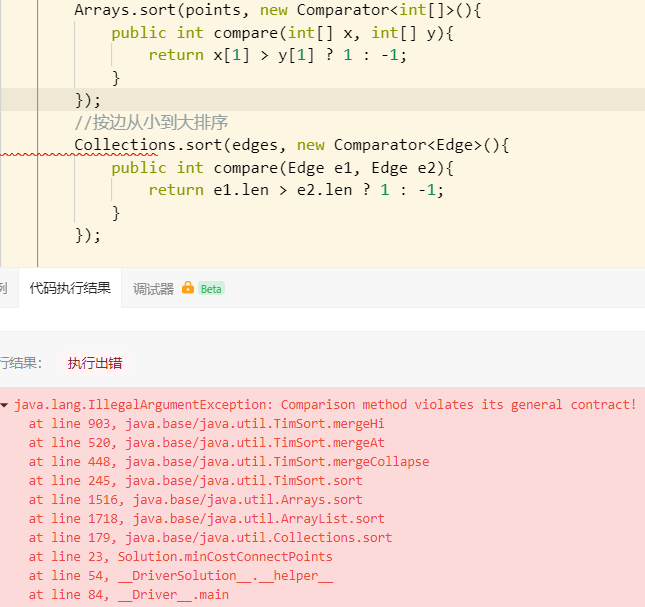 Arrays.sort(points, new Comparator<int[]>(){
public int compare(int[] x, int[] y){
return x[1] > y[1] ? 1 : -1;
}
});
//按边从小到大排序
Collections.sort(edges, new Comparator<Edge>(){
public int compare(Edge e1, Edge e2){
return e1.len > e2.len ? 1 : -1;
}
});
例 代码执行结果 调试器 Beta
行结果： 执行出错
java.lang.IllegalArgumentException: Comparison method violates its general contract!
at line 903, java.base/java.util.TimSort.mergeHi
at line 520, java.base/java.util.TimSort.mergeAt
at line 448, java.base/java.util.TimSort.mergeCollapse
at line 245, java.base/java.util.TimSort.sort
at line 1516, java.base/java.util.Arrays.sort
at line 1718, java.base/java.util.ArrayList.sort
at line 179, java.base/java.util.Collections.sort
at line 23, Solution.minCostConnectPoints
at line 54, __DriverSolution__.__helper__
at line 84, __Driver__.main